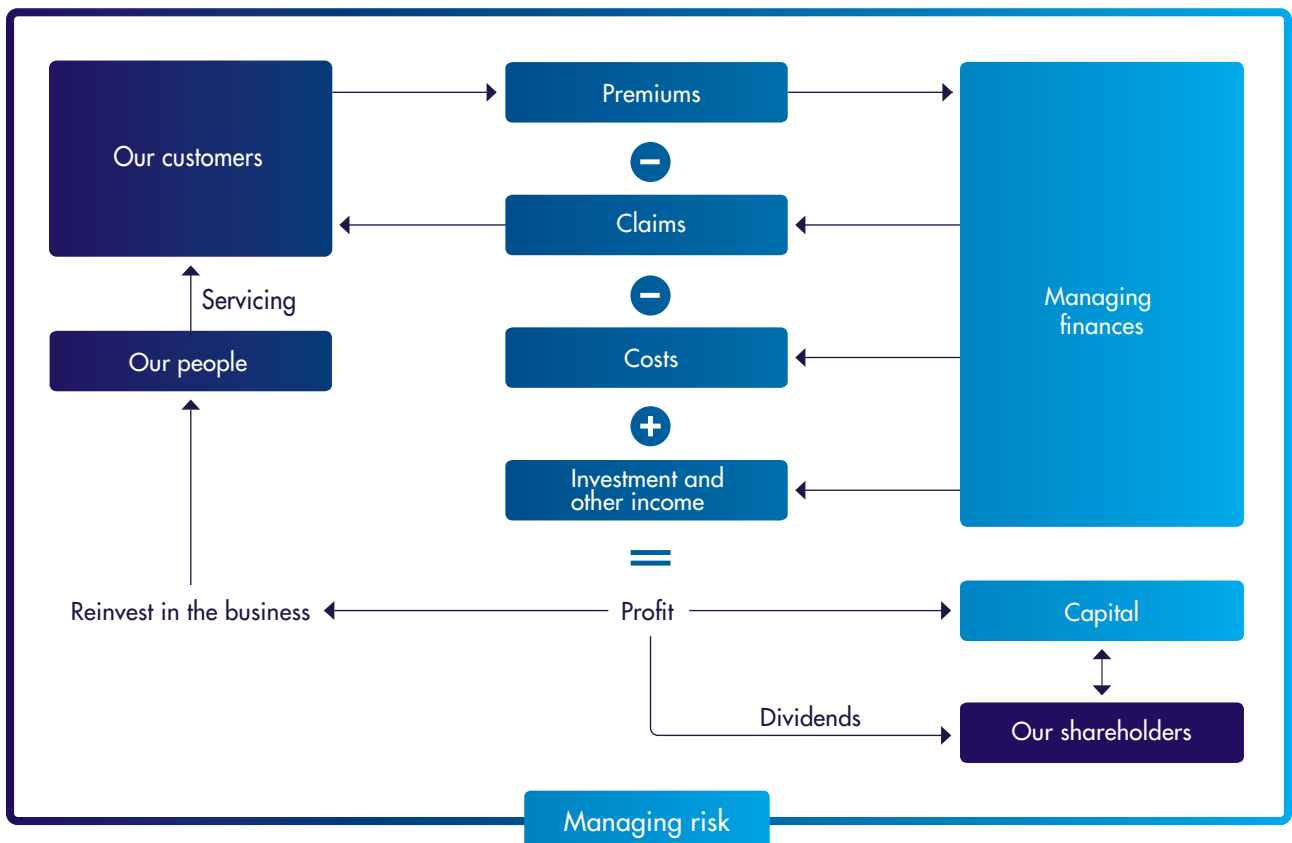 Our customers
Premiums
−
Claims
Servicing
−
Our people
Costs
Managing
finances
+
Investment and
other income
=
Reinvest in the business
Profit
Capital
Dividends
Our shareholders
Managing risk